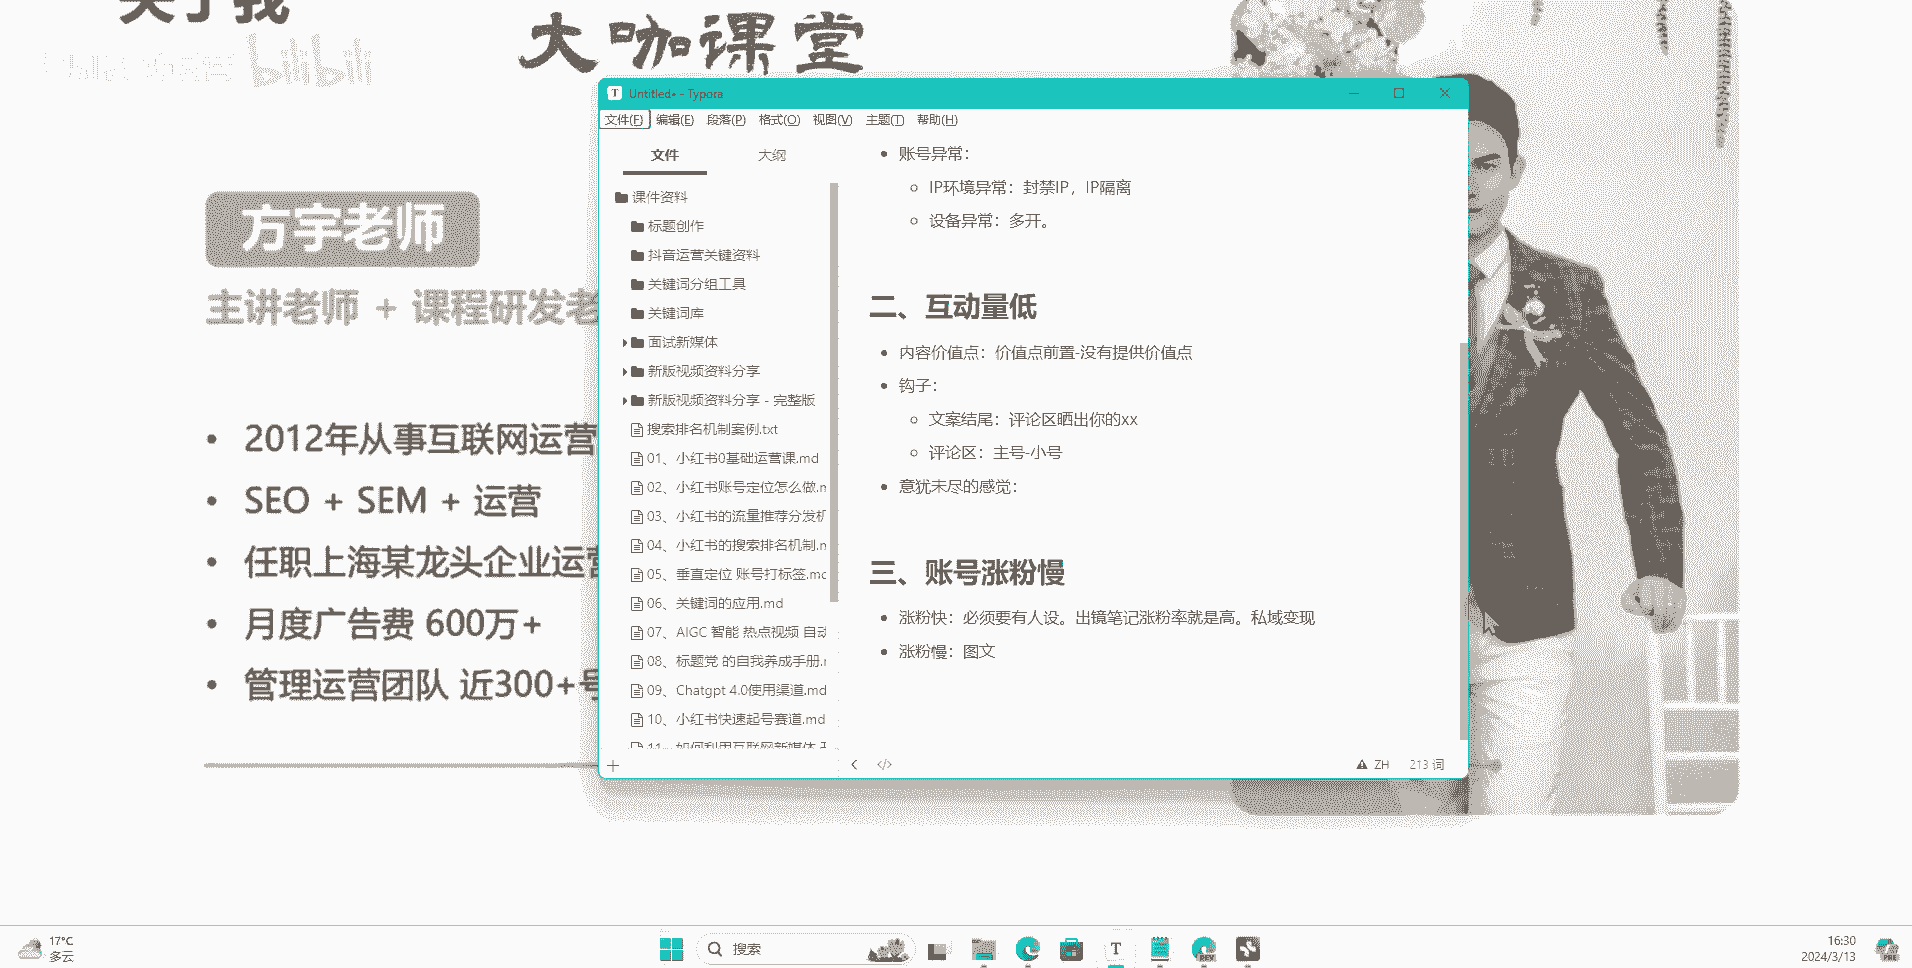 关于我
大咖课堂
bilibili
方宇老师
主讲老师 + 课程研发老
2012年从事互联网运营
SEO + SEM + 运营
任职上海某龙头企业运营
月度广告费 600万+
管理运营团队 近300+号
Untitled• - Typora
文件(F) 编辑(E) 段落(P) 格式(O) 视图(V) 主题(T) 帮助(H)
文件 大纲
课件资料
标题创作
抖音运营关键资料
关键词分组工具
关键词库
面试新媒体
新版视频资料分享
新版视频资料分享 - 完整版
搜索排名机制案例.txt
01、小红书0基础运营课.md
02、小红书账号定位怎么做.m
03、小红书的流量推荐分发机
04、小红书的搜索排名机制.m
05、垂直定位 账号打标签.md
06、关键词的应用.md
07、AIGC 智能 热点视频 自动
08、标题党 的自我养成手册.m
09、Chatgpt 4.0使用渠道.md
10、小红书快速起号赛道.md
11、如何利用互联网新媒体
账号异常：
IP环境异常：封禁IP，IP隔离
设备异常：多开。
二、互动量低
内容价值点：价值点前置-没有提供价值点
钩子：
文案结尾：评论区晒出你的xx
评论区：主号-小号
意犹未尽的感觉：
三、账号涨粉慢
涨粉快：必须要有人设。出镜笔记涨粉率就是高。私域变现
涨粉慢：图文
ZH 213 词
17°C
多云
搜索
16:30
2024/3/13